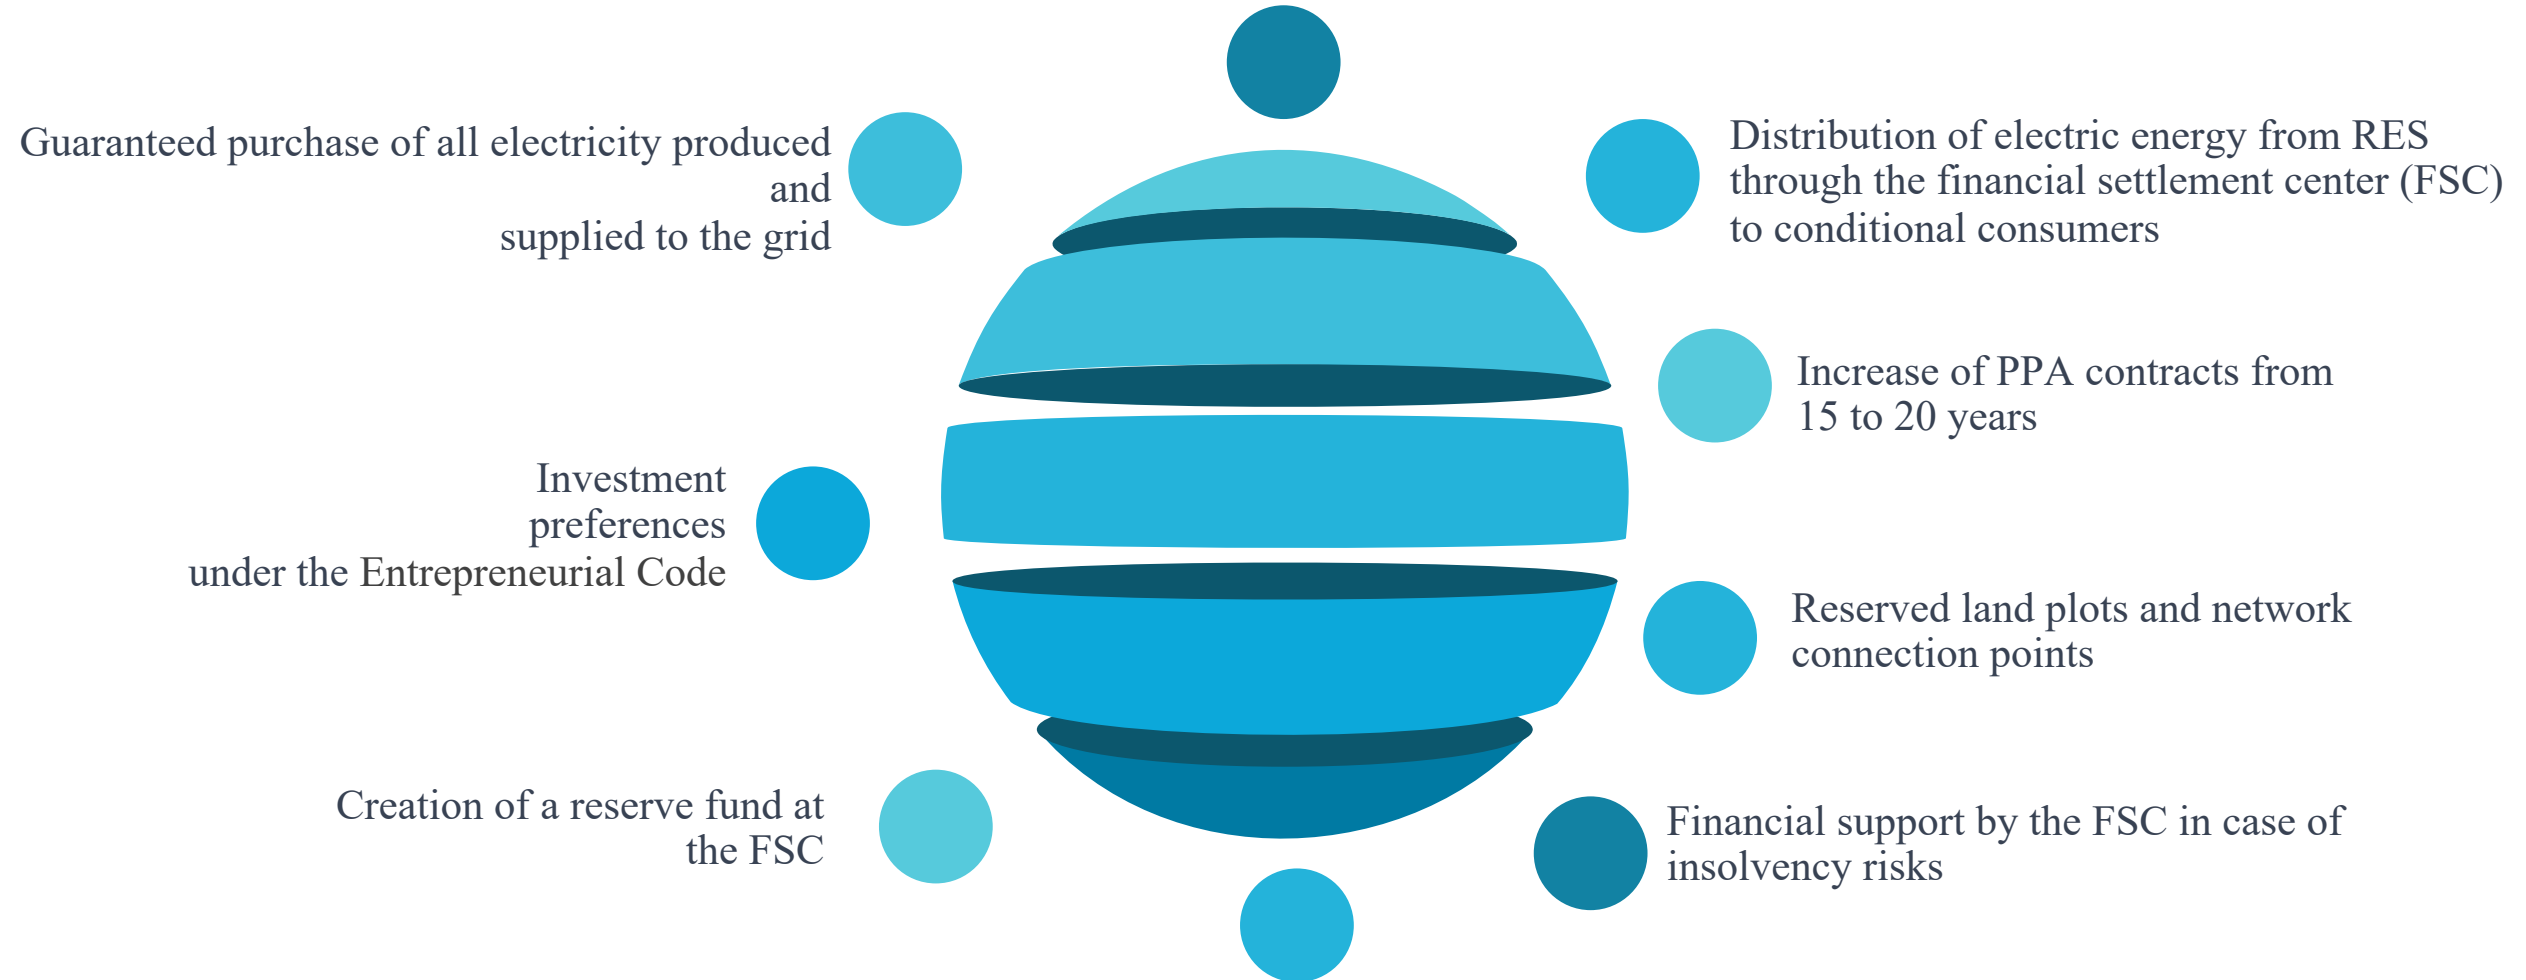 Guaranteed purchase of all electricity produced
and
supplied to the grid
Distribution of electric energy from RES
through the financial settlement center (FSC)
to conditional consumers
Increase of PPA contracts from
15 to 20 years
Investment
preferences
under the Entrepreneurial Code
Reserved land plots and network
connection points
Creation of a reserve fund at
the FSC
Financial support by the FSC in case of
insolvency risks